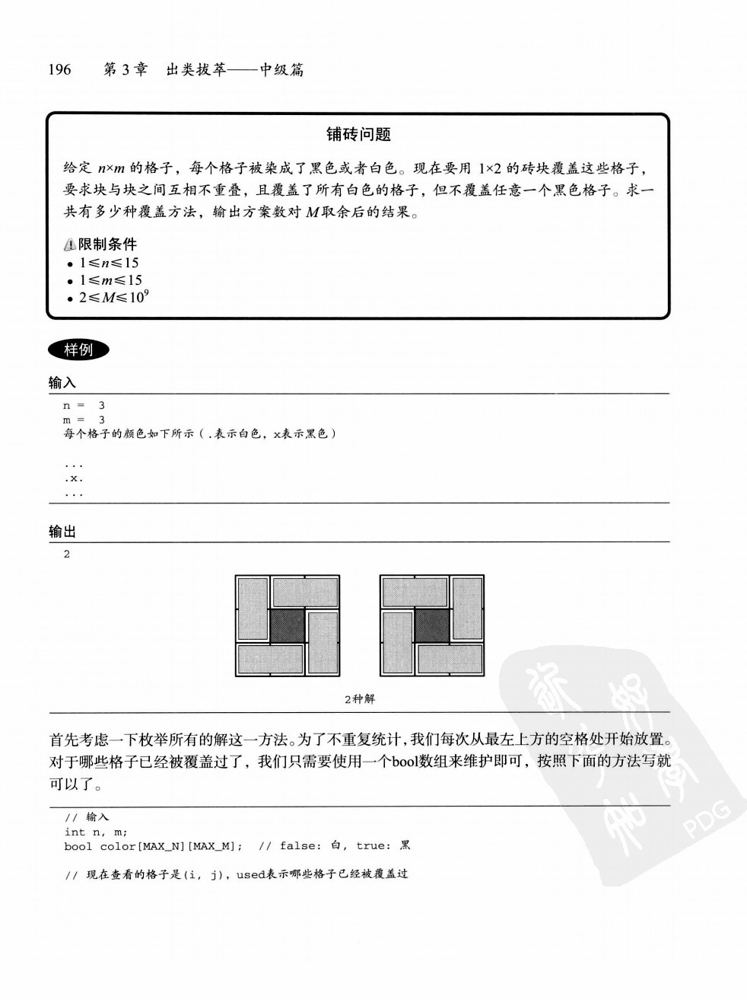 196 第 3 章 出类拔萃——中级篇
铺砖问题
给定 n×m 的格子，每个格子被染成了黑色或者白色。现在要用 1×2 的砖块覆盖这些格子，
要求块与块之间互相不重叠，且覆盖了所有白色的格子，但不覆盖任意一个黑色格子。求一
共有多少种覆盖方法，输出方案数对 M 取余后的结果。
限制条件
• 1≤n≤15
• 1≤m≤15
• 2≤M≤10⁹
样例
输入
n = 3
m = 3
每个格子的颜色如下所示（.表示白色，x表示黑色）
...
.x.
...
输出
2
2种解
首先考虑一下枚举所有的解这一方法。为了不重复统计，我们每次从最左上方的空格处开始放置。
对于哪些格子已经被覆盖过了，我们只需要使用一个bool数组来维护即可，按照下面的方法写就
可以了。
// 输入
int n, m;
bool color[MAX_N][MAX_M]; // false: 白, true: 黑
// 现在查看的格子是(i, j)，used表示哪些格子已经被覆盖过
PDG